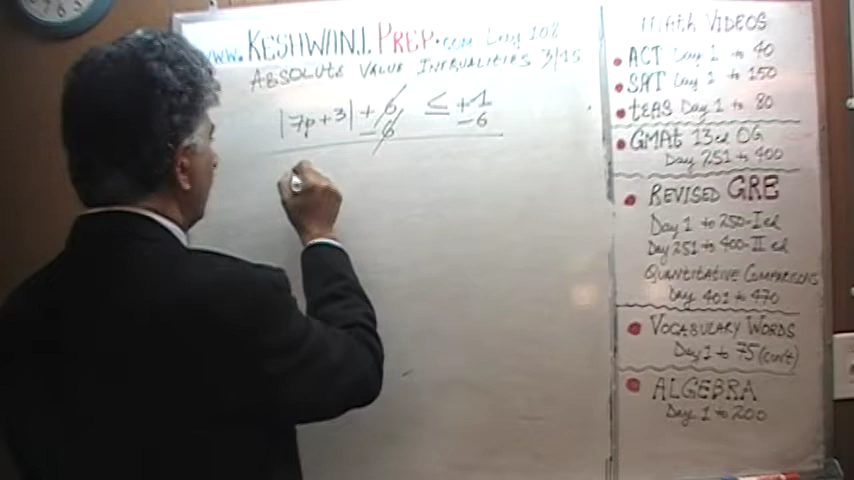 www.KESHWANI.PREP.com Day 108
ABSOLUTE VALUE INEQUALITIES 3/15
|7p+3| + 6 ≤ +1
-6 -6
Math VIDEOS
ACT Day 1 to 40
SAT Day 1 to 150
tEAS Day 1 to 80
GMAt 13ed OG
Day 251 to 400
REVISED GRE
Day 1 to 250-I ed
Day 251 to 400-II ed
QUANTITATIVE COMPARISONS
Day 401 to 470
VOCABULARY WORDS
Day 1 to 75 (con't)
ALGEBRA
Day 1 to 200